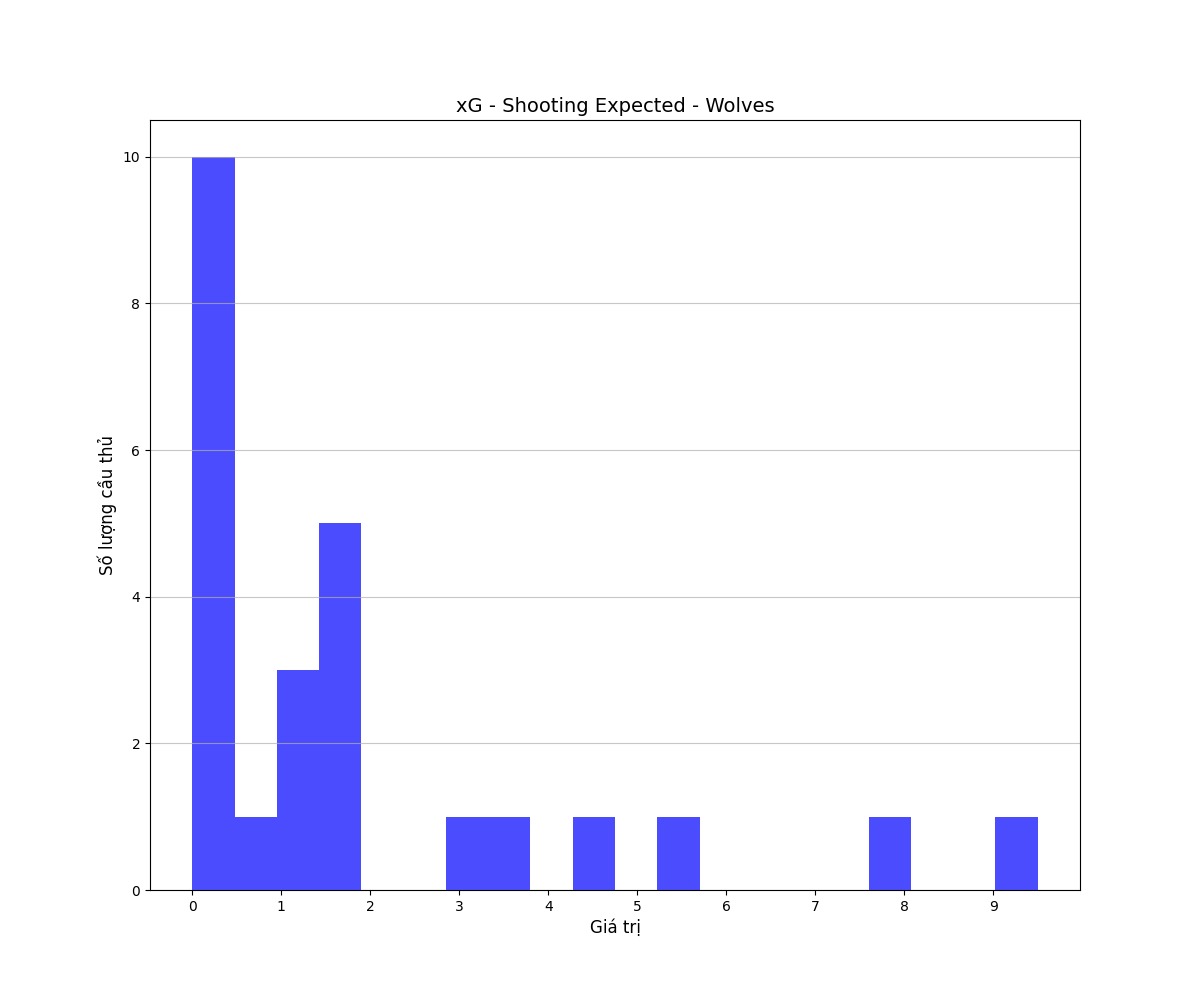 xG - Shooting Expected - Wolves
10
8
6
4
2
0
Số lượng cầu thủ
0 1 2 3 4 5 6 7 8 9
Giá trị